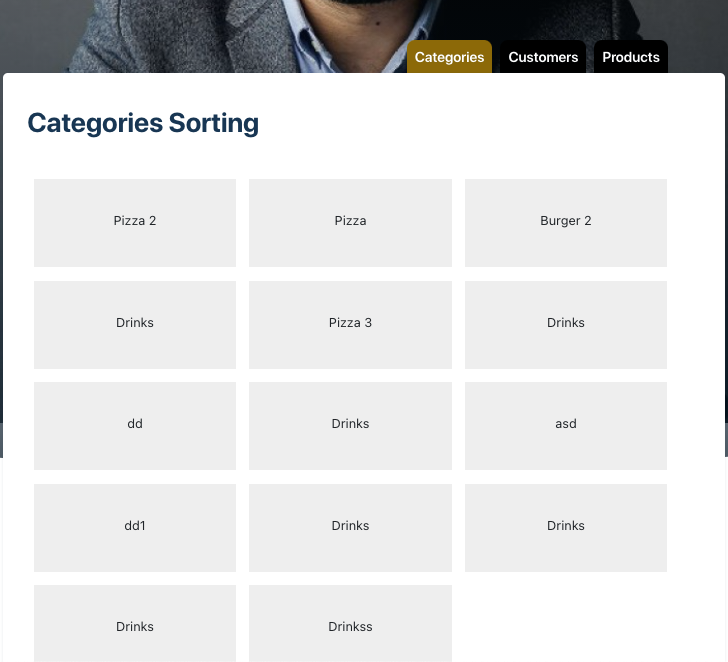 Categories Customers Products
Categories Sorting
Pizza 2 Pizza Burger 2
Drinks Pizza 3 Drinks
dd Drinks asd
dd1 Drinks Drinks
Drinks Drinkss